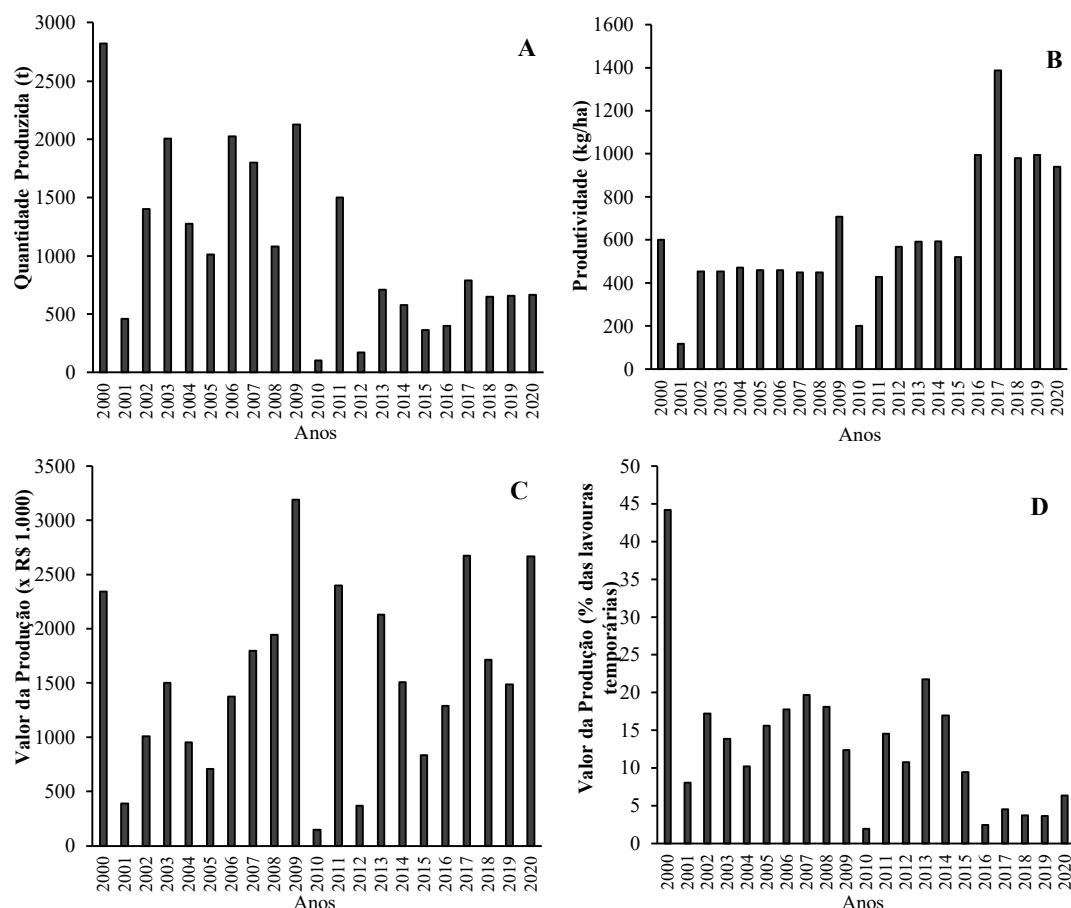 A
Quantidade Produzida (t)
3000
2500
2000
1500
1000
500
0
2000 2001 2002 2003 2004 2005 2006 2007 2008 2009 2010 2011 2012 2013 2014 2015 2016 2017 2018 2019 2020
Anos
B
Produtividade (kg/ha)
1600
1400
1200
1000
800
600
400
200
0
2000 2001 2002 2003 2004 2005 2006 2007 2008 2009 2010 2011 2012 2013 2014 2015 2016 2017 2018 2019 2020
Anos
C
Valor da Produção (x R$ 1.000)
3500
3000
2500
2000
1500
1000
500
0
2000 2001 2002 2003 2004 2005 2006 2007 2008 2009 2010 2011 2012 2013 2014 2015 2016 2017 2018 2019 2020
Anos
D
Valor da Produção (% das lavouras
temporárias)
50
45
40
35
30
25
20
15
10
5
0
2000 2001 2002 2003 2004 2005 2006 2007 2008 2009 2010 2011 2012 2013 2014 2015 2016 2017 2018 2019 2020
Anos